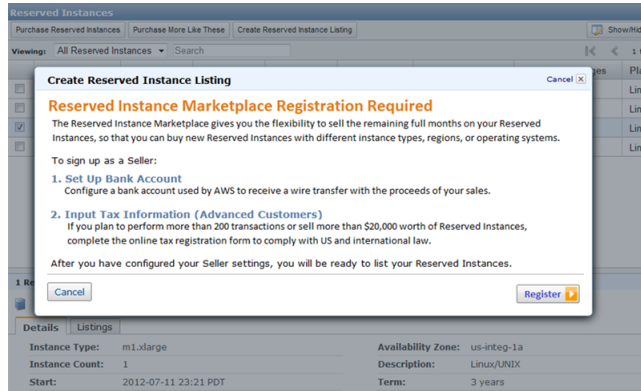 Reserved Instances
Purchase Reserved Instances Purchase More Like These Create Reserved Instance Listing
Viewing: All Reserved Instances Search
Create Reserved Instance Listing Cancel X
Reserved Instance Marketplace Registration Required
The Reserved Instance Marketplace gives you the flexibility to sell the remaining full months on your Reserved
Instances, so that you can buy new Reserved Instances with different instance types, regions, or operating systems.
To sign up as a Seller:
1. Set Up Bank Account
Configure a bank account used by AWS to receive a wire transfer with the proceeds of your sales.
2. Input Tax Information (Advanced Customers)
If you plan to perform more than 200 transactions or sell more than $20,000 worth of Reserved Instances,
complete the online tax registration form to comply with US and international law.
After you have configured your Seller settings, you will be ready to list your Reserved Instances.
Cancel Register
Details Listings
Instance Type: m1.xlarge Availability Zone: us-integ-1a
Instance Count: 1 Description: Linux/UNIX
Start: 2012-07-11 23:21 PDT Term: 3 years